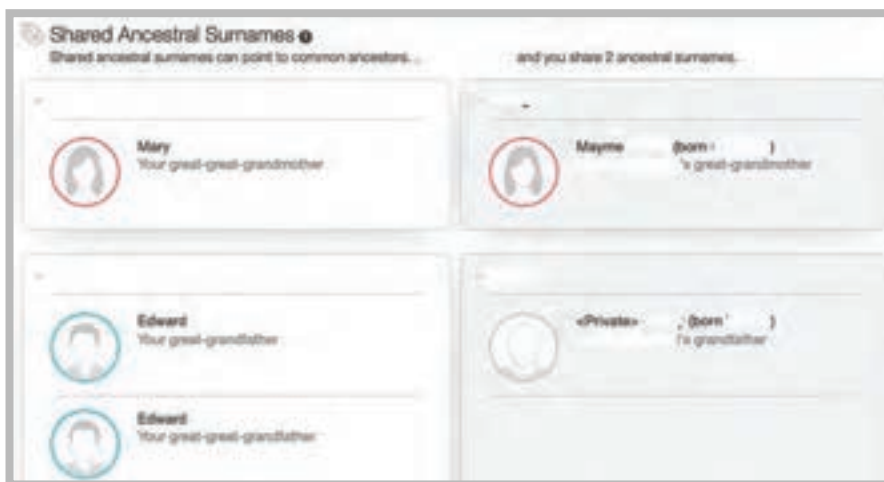 Shared Ancestral Surnames
Shared ancestral surnames can point to common ancestors...
and you share 2 ancestral surnames.
Mary
Your great-great-grandmother
Mayme (born )
's great-grandmother
Edward
Your great-grandfather
<Private> (born )
's grandfather
Edward
Your great-great-grandfather